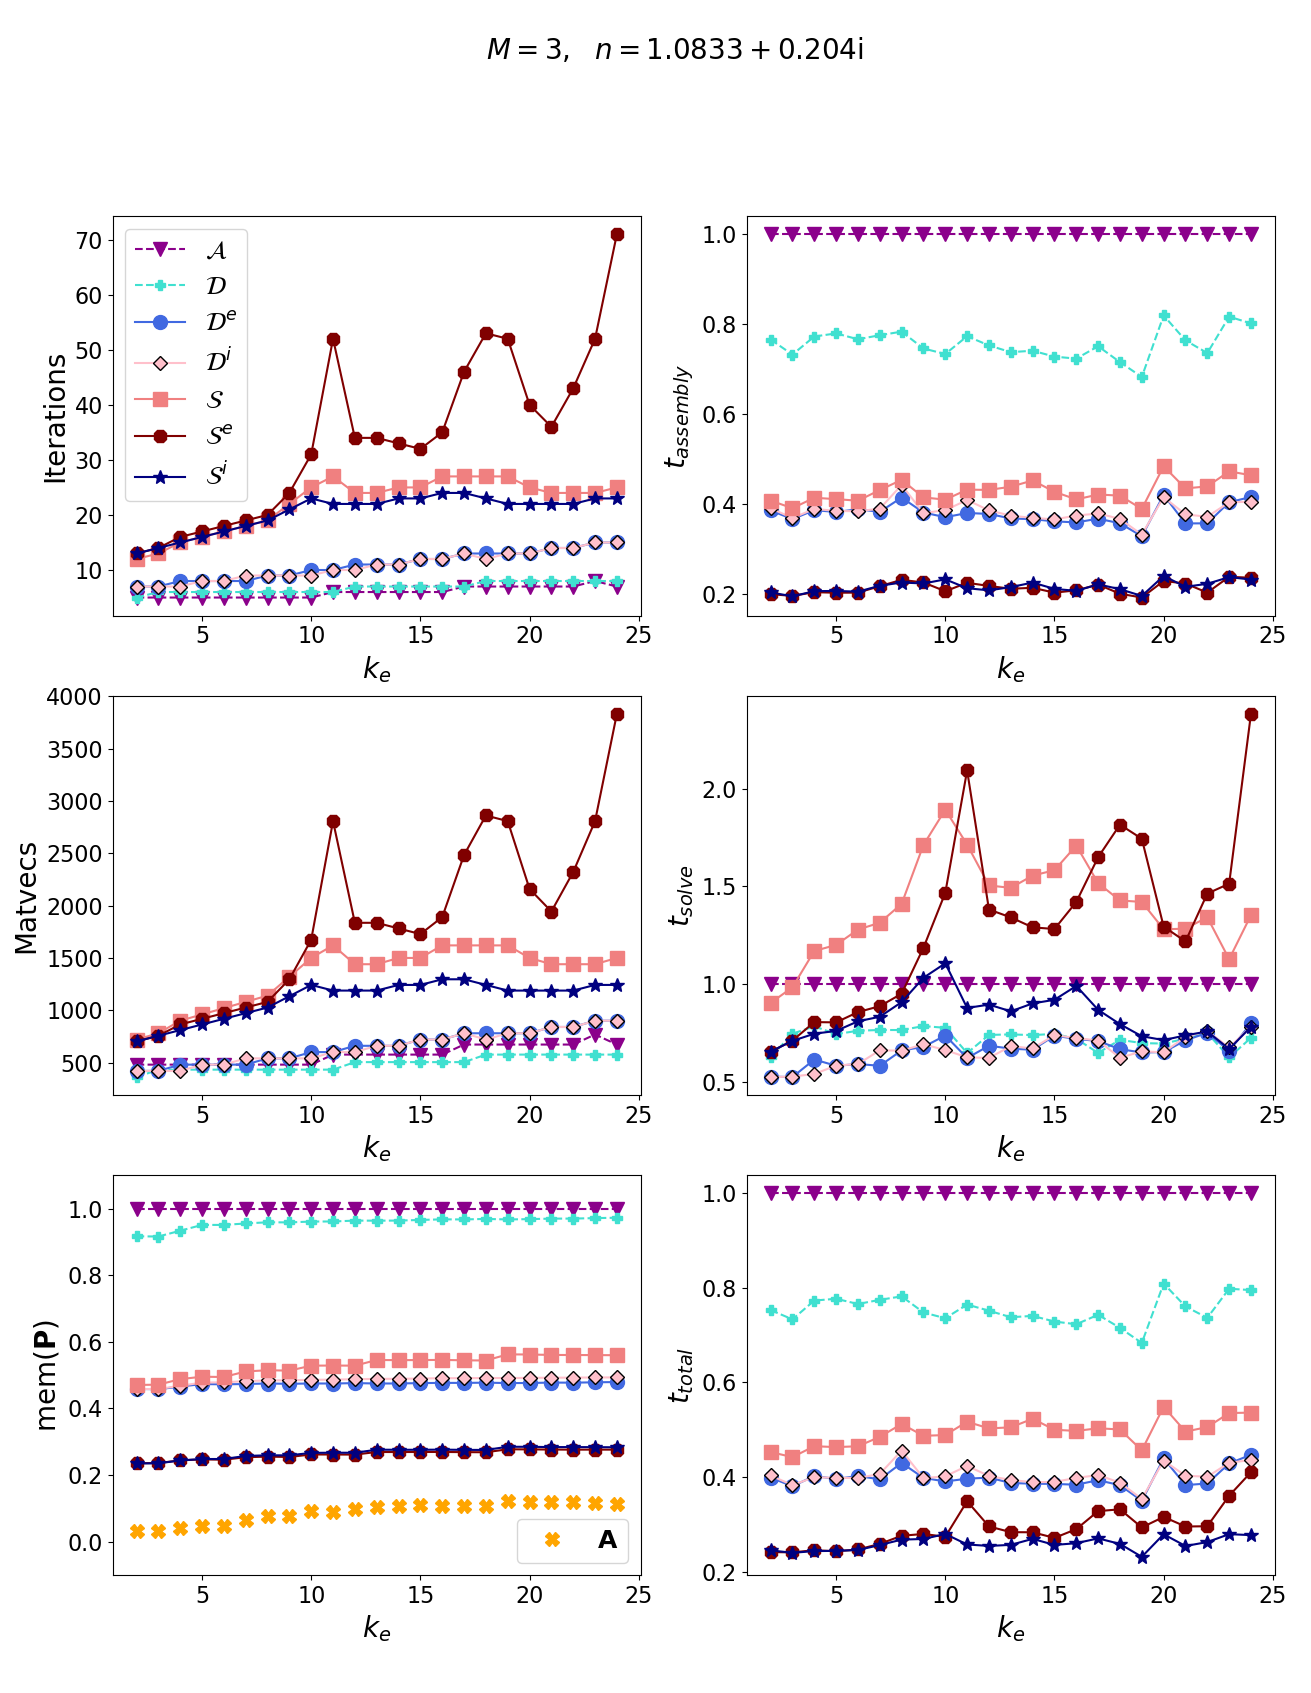 M = 3, n = 1.0833 + 0.204i
70
60
50
40
30
20
10
Iterations
𝒜
𝒟
𝒟ᵉ
𝒟ⁱ
𝒮
𝒮ᵉ
𝒮ⁱ
5 10 15 20 25
kₑ
1.0
0.8
0.6
0.4
0.2
t_assembly
5 10 15 20 25
kₑ
4000
3500
3000
2500
2000
1500
1000
500
Matvecs
5 10 15 20 25
kₑ
2.0
1.5
1.0
0.5
t_solve
5 10 15 20 25
kₑ
1.0
0.8
0.6
0.4
0.2
0.0
mem(P)
A
5 10 15 20 25
kₑ
1.0
0.8
0.6
0.4
0.2
t_total
5 10 15 20 25
kₑ